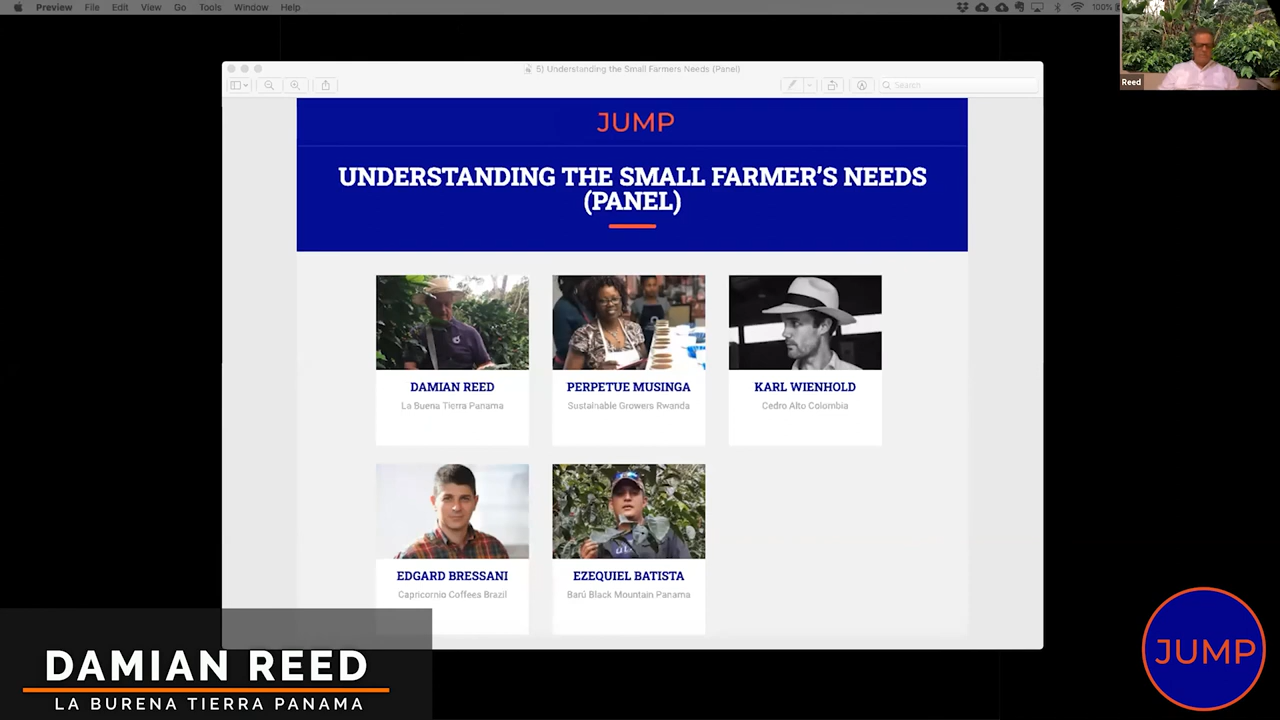 Preview File Edit View Go Tools Window Help
100%
Reed
5) Understanding the Small Farmers Needs (Panel)
Search
JUMP
UNDERSTANDING THE SMALL FARMER'S NEEDS
(PANEL)
DAMIAN REED
La Buena Tierra Panama
PERPETUE MUSINGA
Sustainable Growers Rwanda
KARL WIENHOLD
Cedro Alto Colombia
EDGARD BRESSANI
Capricornio Coffees Brazil
EZEQUIEL BATISTA
Barú Black Mountain Panama
DAMIAN REED
LA BURENA TIERRA PANAMA
JUMP